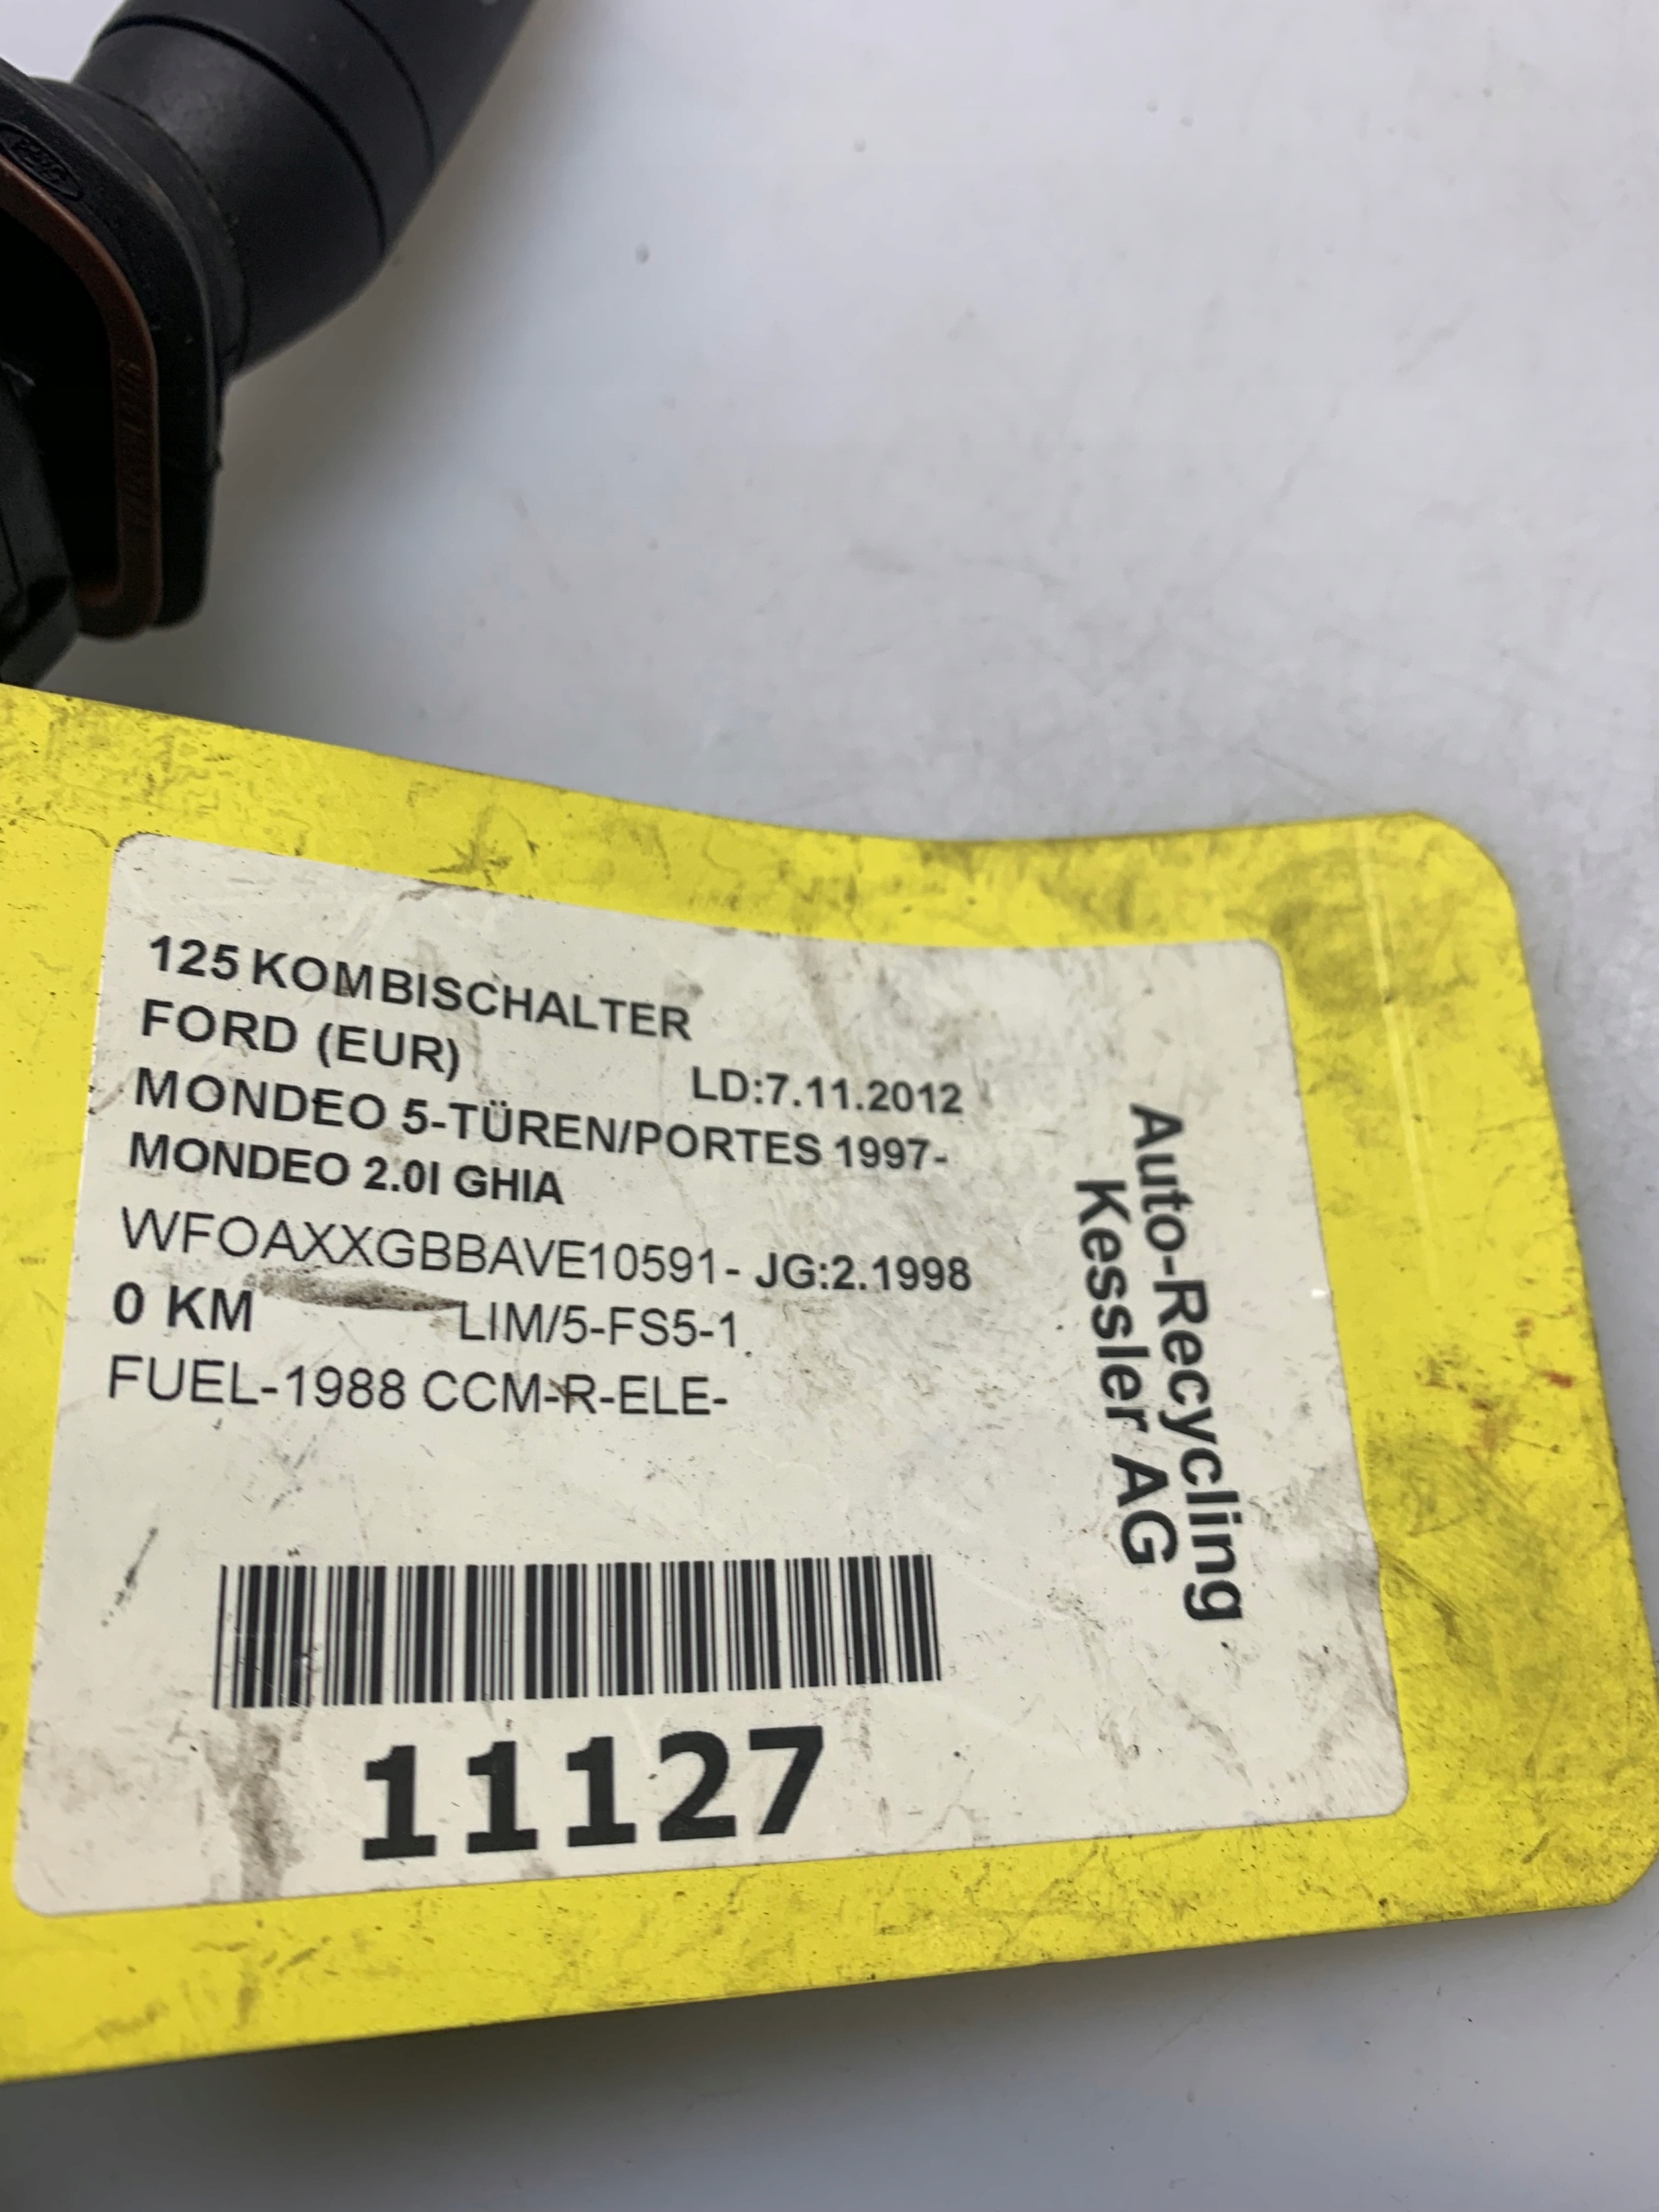 125 KOMBISCHALTER
FORD (EUR)
LD:7.11.2012
MONDEO 5-TÜREN/PORTES 1997-
MONDEO 2.0I GHIA
WFOAXXGBBAVE10591- JG:2.1998
0 KM LIM/5-FS5-1
FUEL-1988 CCM-R-ELE-
11127
Auto-Recycling
Kessler AG